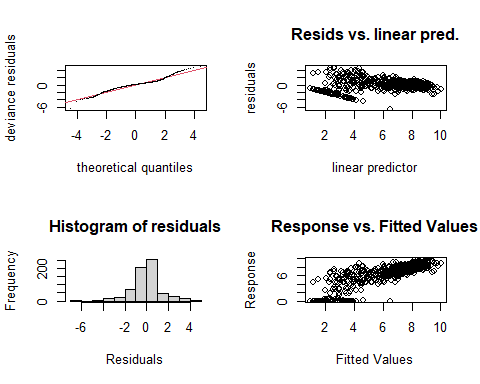 deviance residuals
-6 0
-4 -2 0 2 4
theoretical quantiles
Resids vs. linear pred.
residuals
-6 0
2 4 6 8 10
linear predictor
Histogram of residuals
Frequency
0 200
-6 -2 0 2 4
Residuals
Response vs. Fitted Values
Response
0 6
2 4 6 8 10
Fitted Values